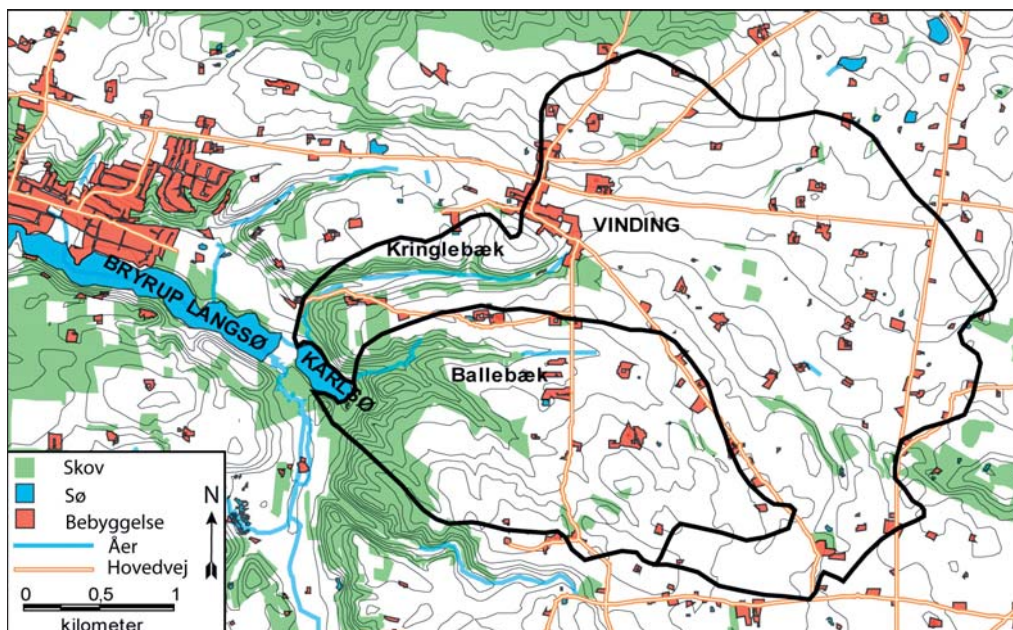 VINDING
Kringlebæk
BRYRUP LANGSØ
KARLSØ
Ballebæk
Skov
Sø
Bebyggelse
Åer
Hovedvej
N
0 0,5 1
kilometer